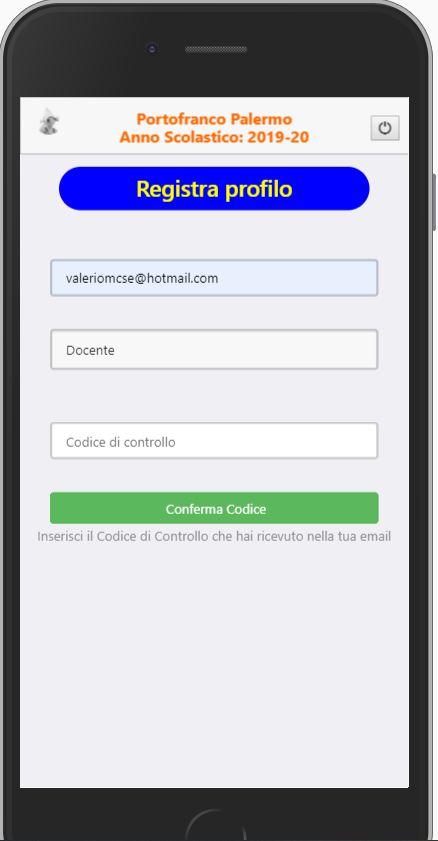 Portofranco Palermo
Anno Scolastico: 2019-20
Registra profilo
valeriomcse@hotmail.com
Docente
Codice di controllo
Conferma Codice
Inserisci il Codice di Controllo che hai ricevuto nella tua email